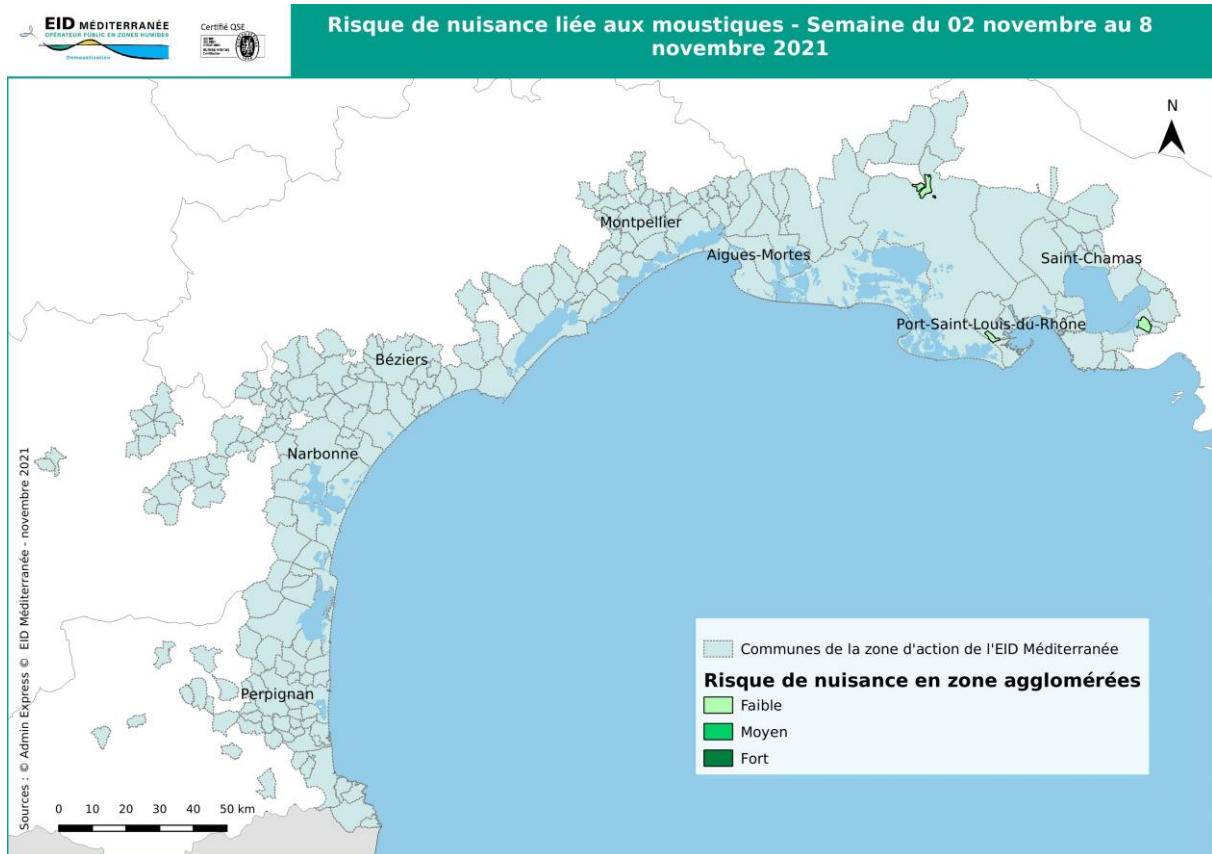 EID MÉDITERRANÉE
OPÉRATEUR PUBLIC EN ZONES HUMIDES
Démoustication
Certifié QSE
Risque de nuisance liée aux moustiques - Semaine du 02 novembre au 8
novembre 2021
N
Montpellier
Aigues-Mortes
Saint-Chamas
Port-Saint-Louis-du-Rhône
Béziers
Narbonne
Perpignan
Communes de la zone d'action de l'EID Méditerranée
Risque de nuisance en zone agglomérées
Faible
Moyen
Fort
0 10 20 30 40 50 km
Sources : © Admin Express © EID Méditerranée - novembre 2021